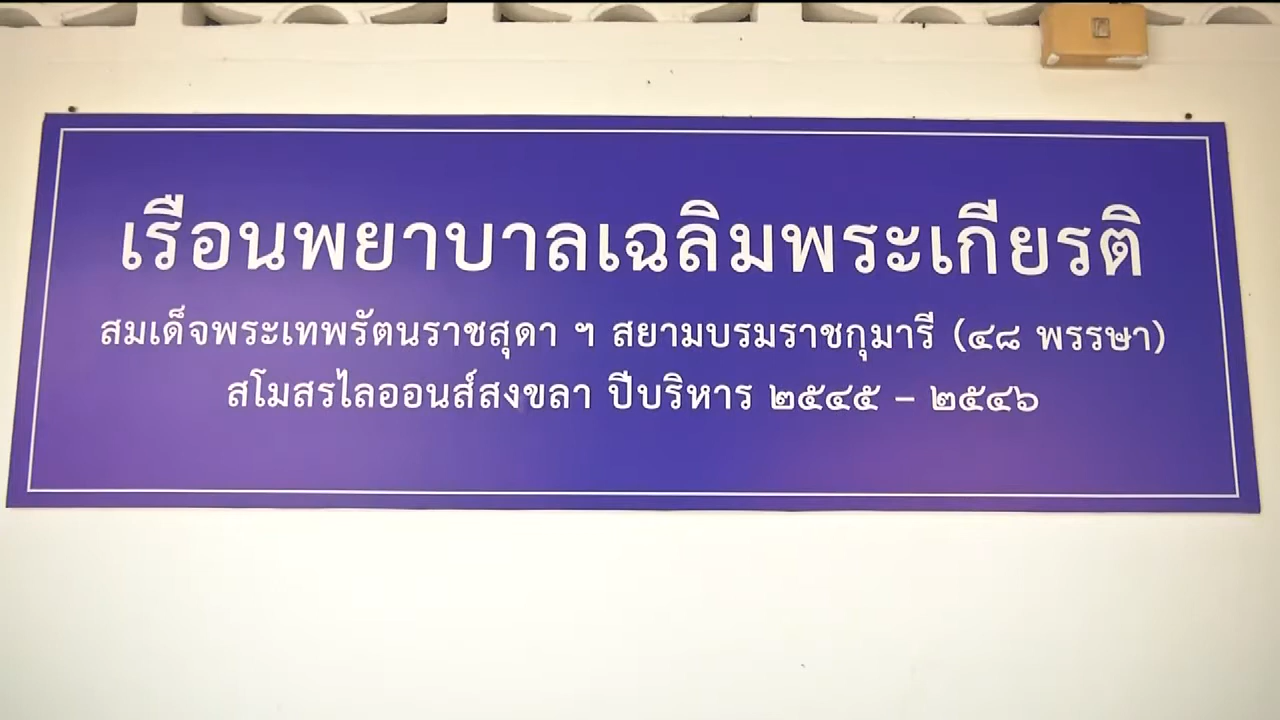 เรือนพยาบาลเฉลิมพระเกียรติ
สมเด็จพระเทพรัตนราชสุดา ฯ สยามบรมราชกุมารี (๔๘ พรรษา)
สโมสรไลออนส์สงขลา ปีบริหาร ๒๕๔๕ – ๒๕๔๖